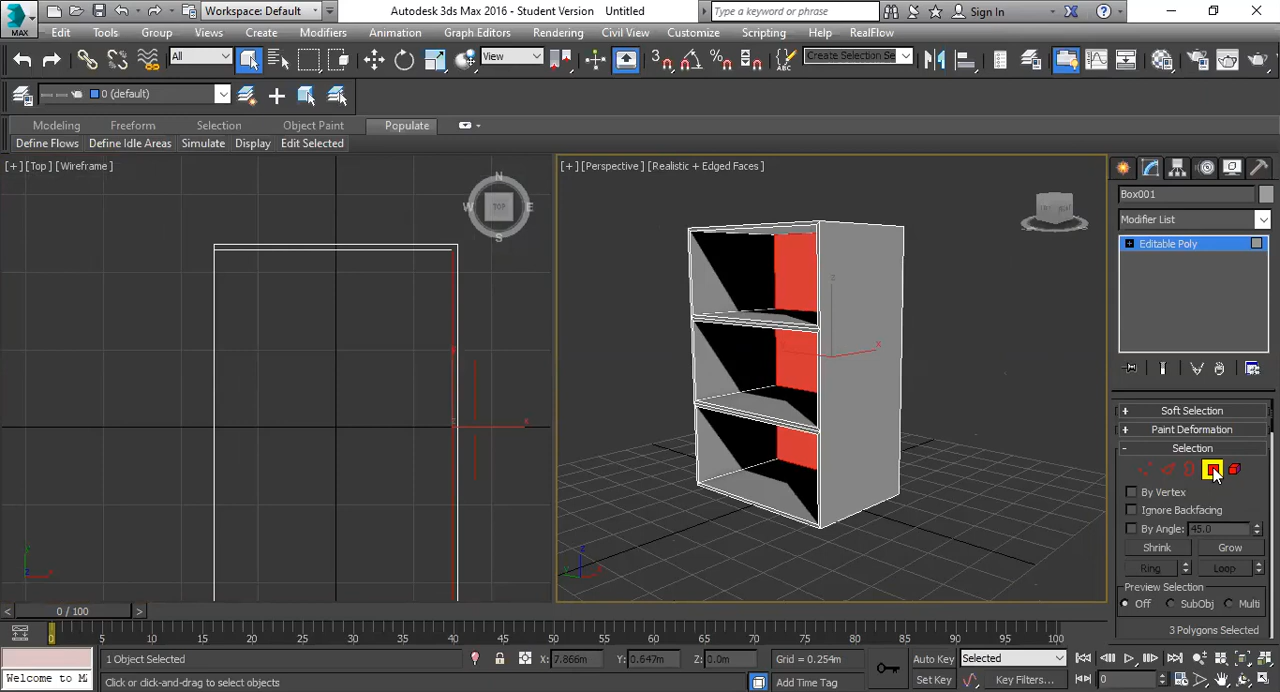 Workspace: Default
Autodesk 3ds Max 2016 - Student Version Untitled
Type a keyword or phrase
Sign In
MAX
Edit Tools Group Views Create Modifiers Animation Graph Editors Rendering Civil View Customize Scripting Help RealFlow
All
View
Create Selection Se
0 (default)
Modeling Freeform Selection Object Paint Populate
Define Flows Define Idle Areas Simulate Display Edit Selected
[+] [Top] [Wireframe]
[+] [Perspective] [Realistic + Edged Faces]
N
W TOP E
S
Box001
Modifier List
Editable Poly
Soft Selection
Paint Deformation
Selection
By Vertex
Ignore Backfacing
By Angle: 45.0
Shrink Grow
Ring Loop
Preview Selection
Off SubObj Multi
3 Polygons Selected
0 / 100
0 5 10 15 20 25 30 35 40 45 50 55 60 65 70 75 80 85 90 95 100
1 Object Selected
X: 7.866m Y: 0.647m Z: 0.0m
Grid = 0.254m
Auto Key Selected
Welcome to M
Click or click-and-drag to select objects
Add Time Tag
Set Key Key Filters...
0